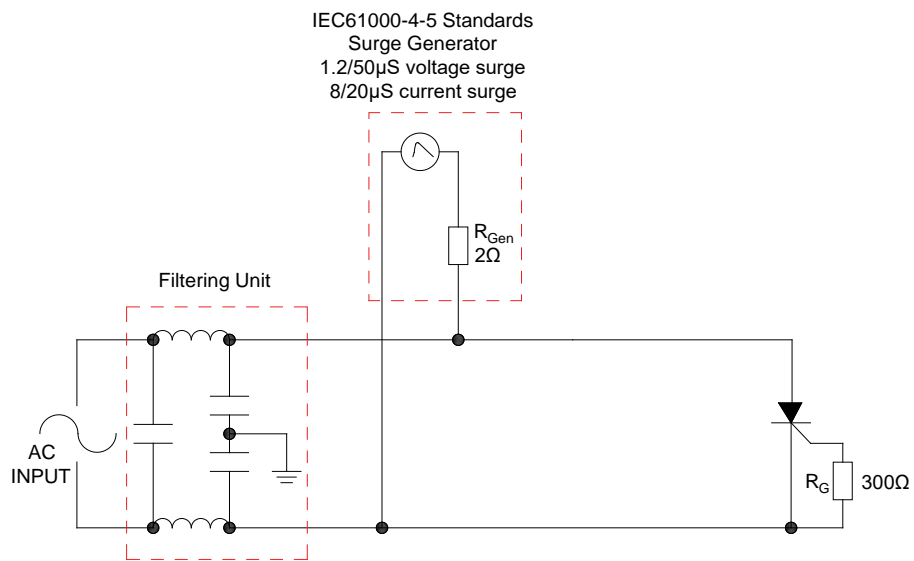 IEC61000-4-5 Standards
Surge Generator
1.2/50µS voltage surge
8/20µS current surge
R_Gen
2Ω
Filtering Unit
AC
INPUT
R_G 300Ω